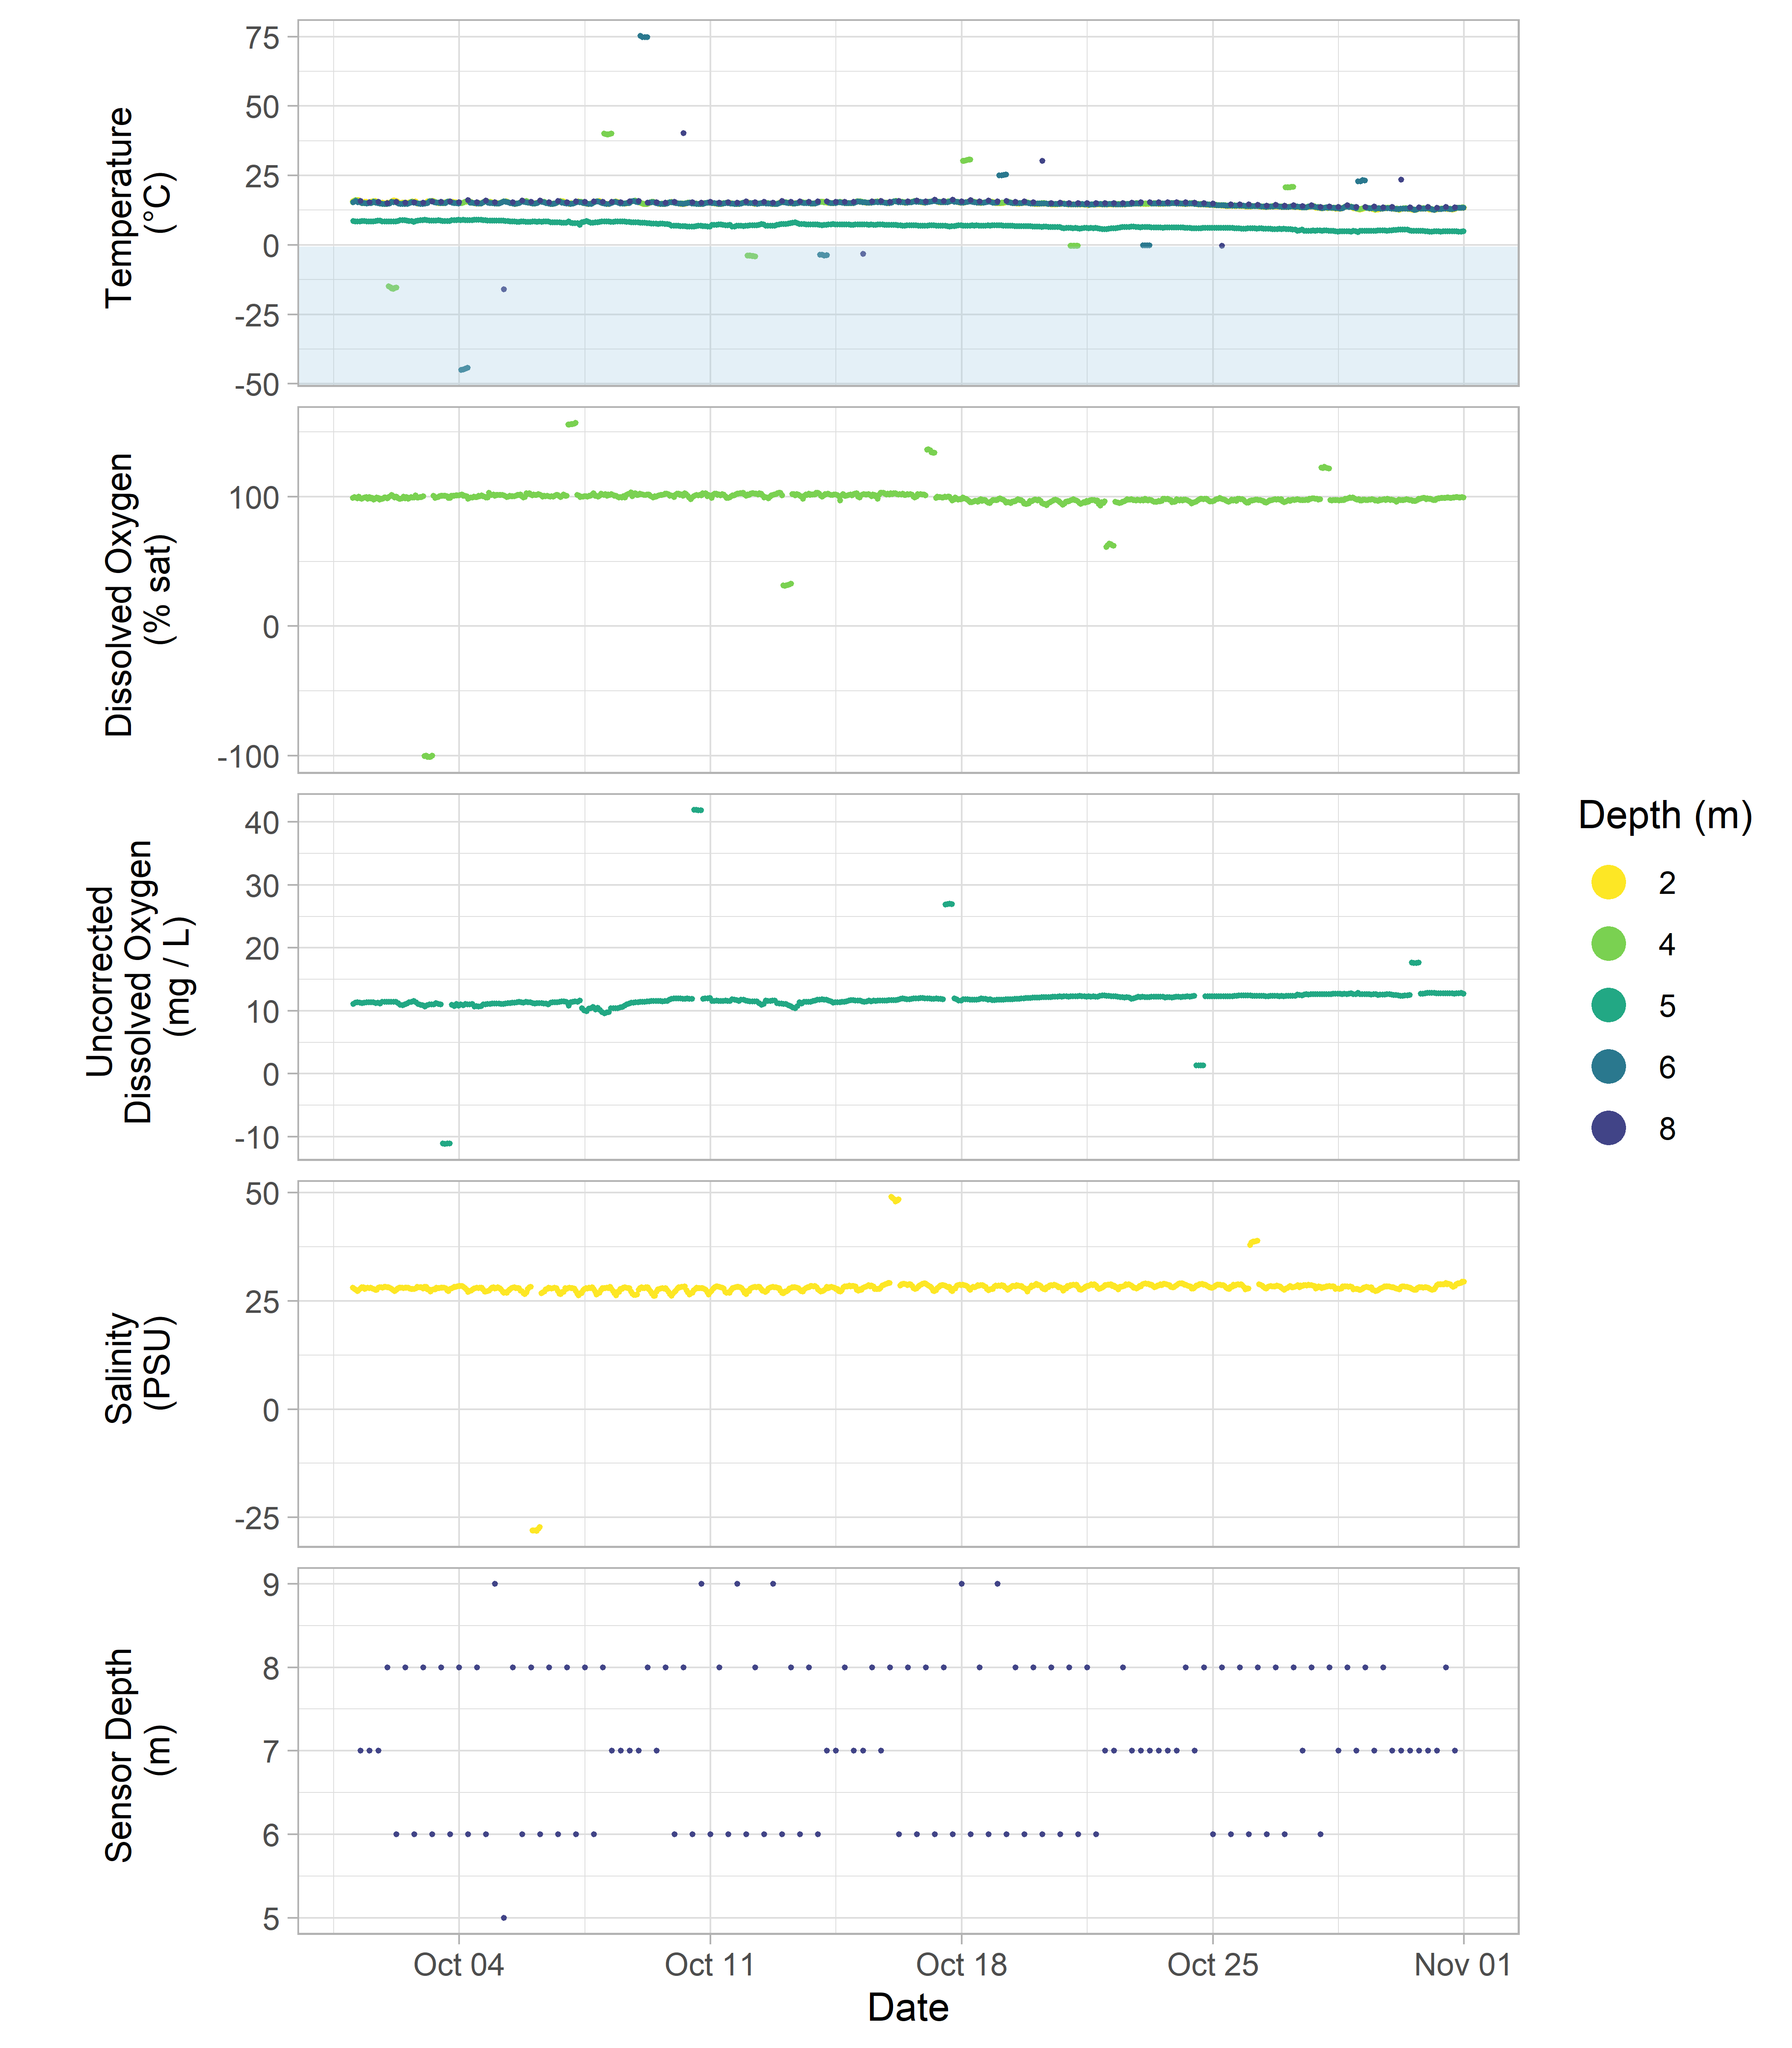 Temperature
(°C)
75
50
25
0
-25
-50
Dissolved Oxygen
(% sat)
100
0
-100
Uncorrected
Dissolved Oxygen
(mg / L)
40
30
20
10
0
-10
Salinity
(PSU)
50
25
0
-25
Sensor Depth
(m)
9
8
7
6
5
Oct 04
Oct 11
Oct 18
Oct 25
Nov 01
Date
Depth (m)
2
4
5
6
8